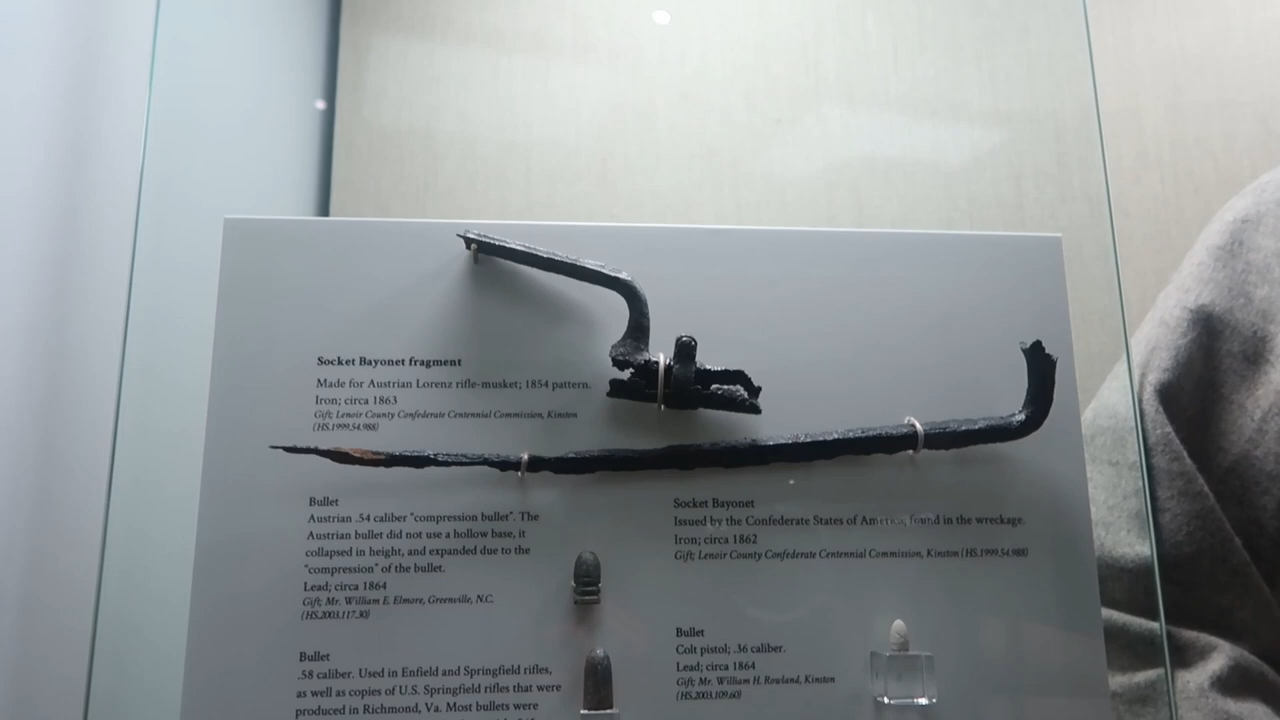 Socket Bayonet fragment
Made for Austrian Lorenz rifle-musket; 1854 pattern.
Iron; circa 1863
Gift; Lenoir County Confederate Centennial Commission, Kinston
(HS.1999.54.988)
Bullet
Austrian .54 caliber "compression bullet". The
Austrian bullet did not use a hollow base, it
collapsed in height, and expanded due to the
"compression" of the bullet.
Lead; circa 1864
Gift; Mr. William E. Elmore, Greenville, N.C.
(HS.2003.117.30)
Socket Bayonet
Issued by the Confederate States of America, found in the wreckage.
Iron; circa 1862
Gift; Lenoir County Confederate Centennial Commission, Kinston (HS.1999.54.988)
Bullet
.58 caliber. Used in Enfield and Springfield rifles,
as well as copies of U.S. Springfield rifles that were
produced in Richmond, Va. Most bullets were
Bullet
Colt pistol; .36 caliber.
Lead; circa 1864
Gift; Mr. William H. Rowland, Kinston
(HS.2003.109.60)